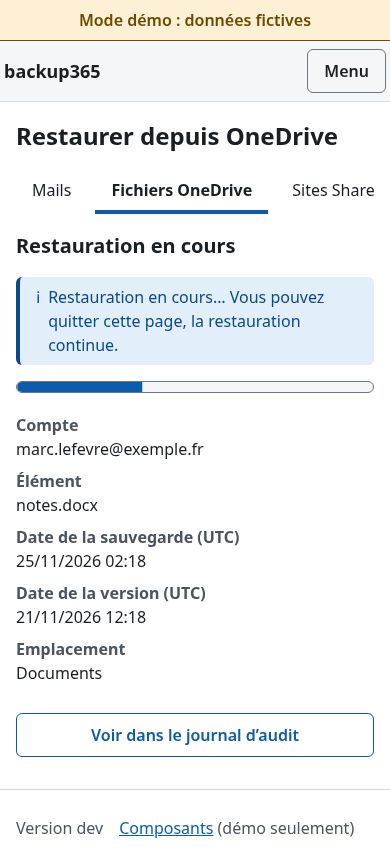 Mode démo : données fictives
backup365
Menu
Restaurer depuis OneDrive
Mails
Fichiers OneDrive
Sites Share
Restauration en cours
i Restauration en cours… Vous pouvez
quitter cette page, la restauration
continue.
Compte
marc.lefevre@exemple.fr
Élément
notes.docx
Date de la sauvegarde (UTC)
25/11/2026 02:18
Date de la version (UTC)
21/11/2026 12:18
Emplacement
Documents
Voir dans le journal d’audit
Version dev Composants (démo seulement)